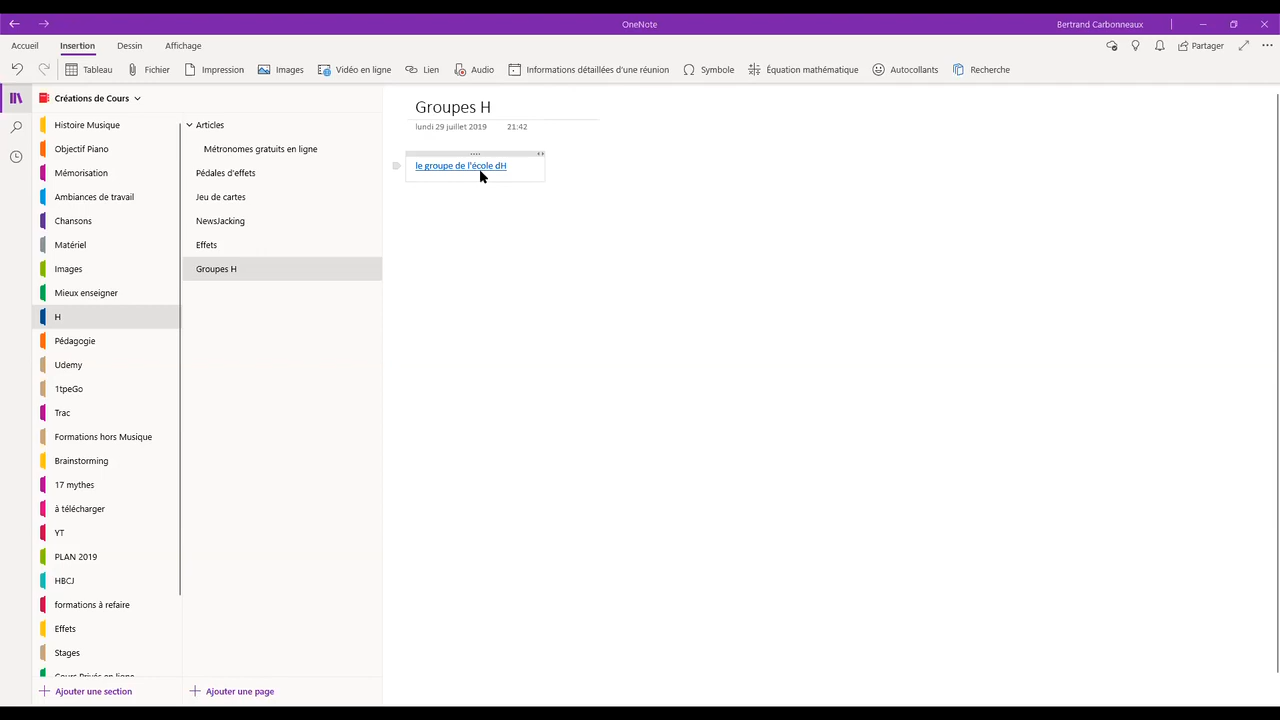 OneNote
Bertrand Carbonneaux
Accueil
Insertion
Dessin
Affichage
Partager
Tableau
Fichier
Impression
Images
Vidéo en ligne
Lien
Audio
Informations détaillées d'une réunion
Symbole
Équation mathématique
Autocollants
Recherche
Créations de Cours
Histoire Musique
Objectif Piano
Mémorisation
Ambiances de travail
Chansons
Matériel
Images
Mieux enseigner
H
Pédagogie
Udemy
1tpeGo
Trac
Formations hors Musique
Brainstorming
17 mythes
à télécharger
YT
PLAN 2019
HBCJ
formations à refaire
Effets
Stages
Cours Privés en ligne
Ajouter une section
Articles
Métronomes gratuits en ligne
Pédales d'effets
Jeu de cartes
NewsJacking
Effets
Groupes H
Ajouter une page
Groupes H
lundi 29 juillet 2019 21:42
le groupe de l'école dH